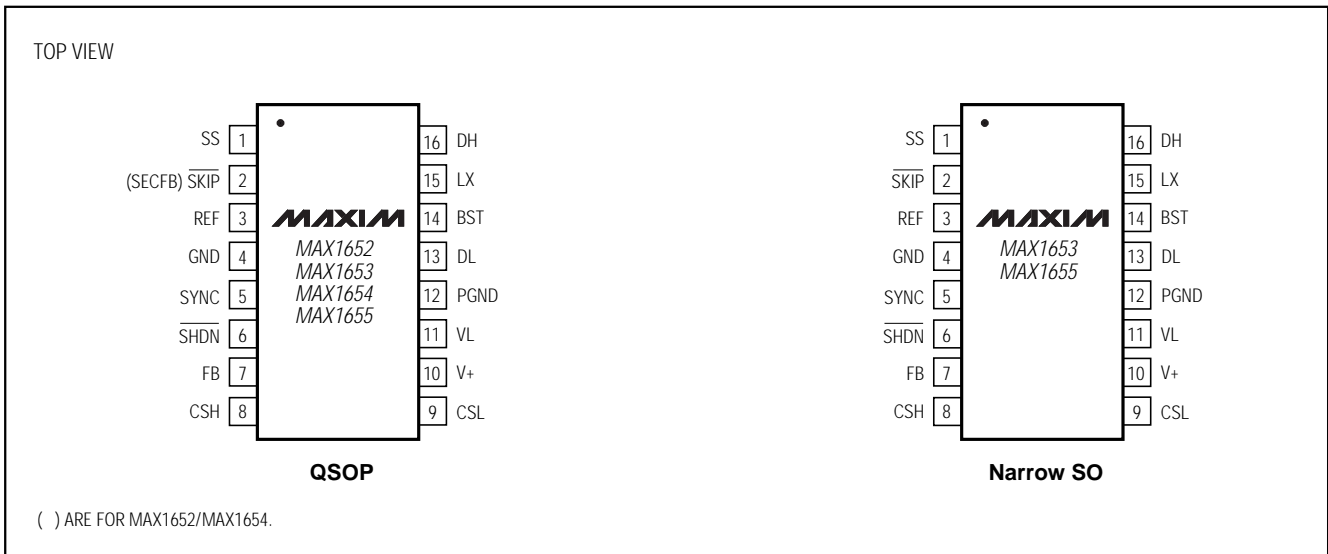 TOP VIEW
SS 1
(SECFB) SKIP 2
REF 3
GND 4
SYNC 5
SHDN 6
FB 7
CSH 8
MAXIM
MAX1652
MAX1653
MAX1654
MAX1655
16 DH
15 LX
14 BST
13 DL
12 PGND
11 VL
10 V+
9 CSL
QSOP
SS 1
SKIP 2
REF 3
GND 4
SYNC 5
SHDN 6
FB 7
CSH 8
MAXIM
MAX1653
MAX1655
16 DH
15 LX
14 BST
13 DL
12 PGND
11 VL
10 V+
9 CSL
Narrow SO
( ) ARE FOR MAX1652/MAX1654.